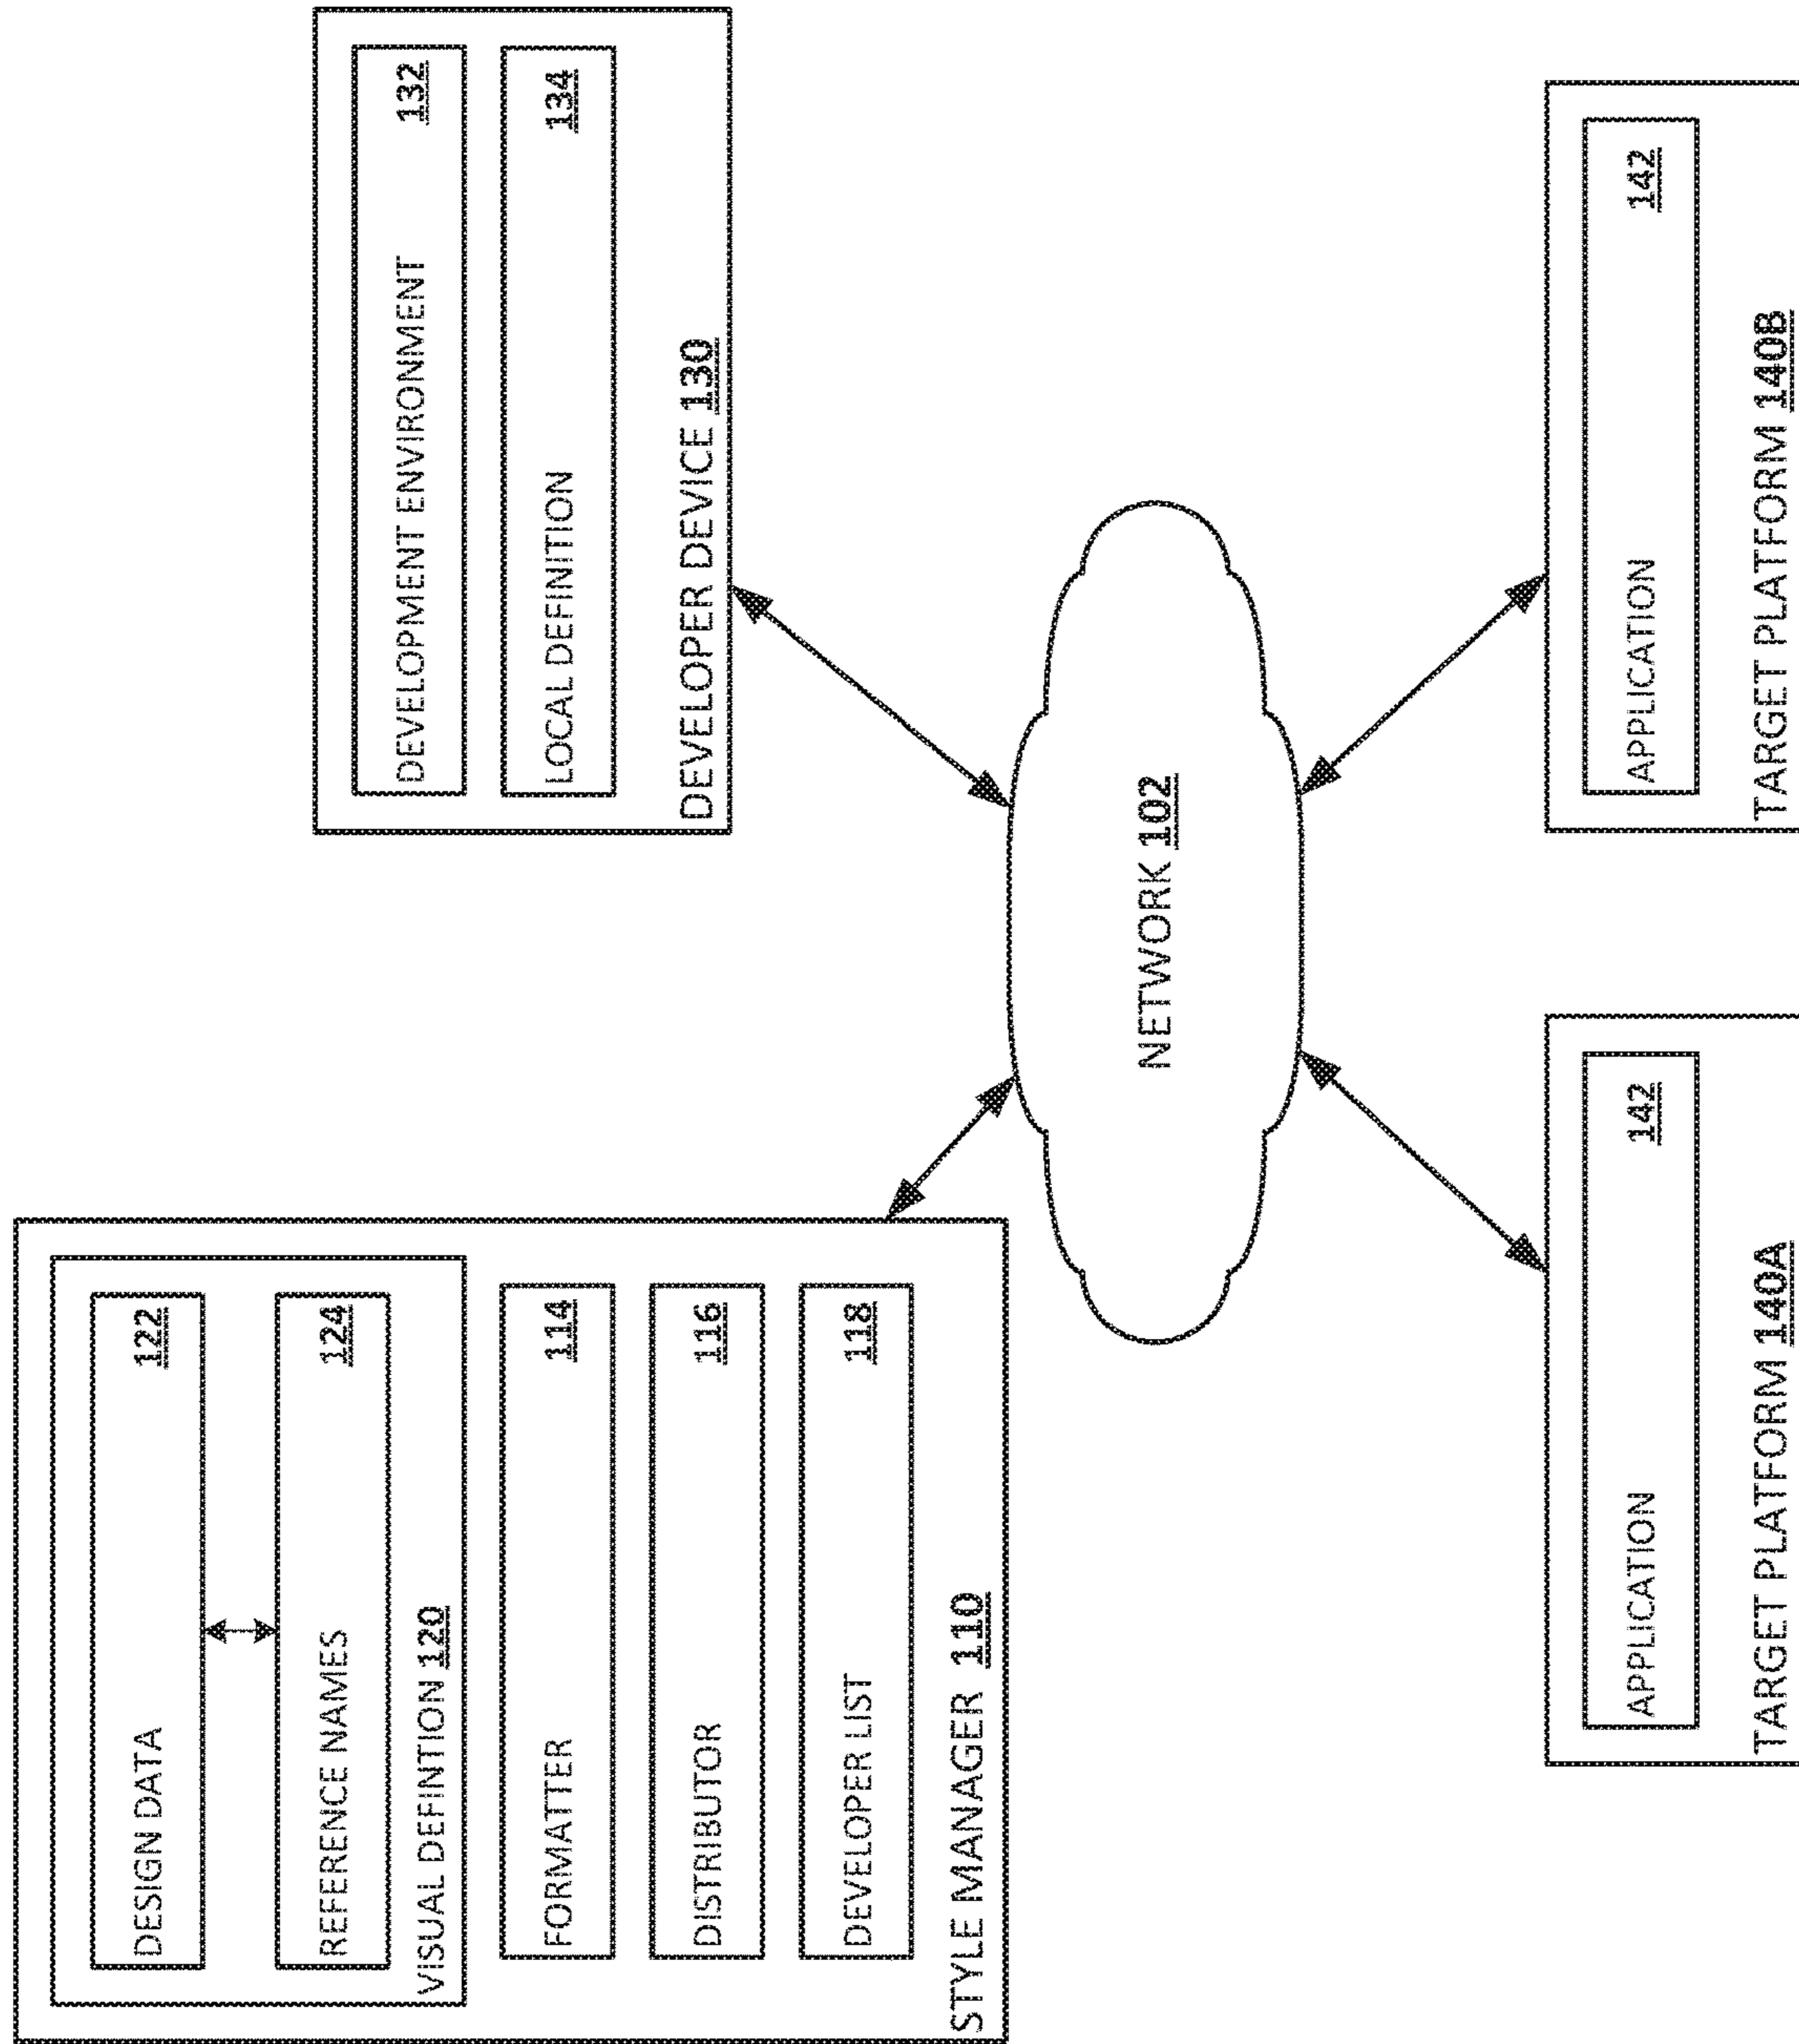 DESIGN DATA 122
REFERENCE NAMES 124
VISUAL DEFINTION 120
FORMATTER 114
DISTRIBUTOR 116
DEVELOPER LIST 118
STYLE MANAGER 110
DEVELOPMENT ENVIRONMENT 132
LOCAL DEFINITION 134
DEVELOPER DEVICE 130
NETWORK 102
APPLICATION 142
TARGET PLATFORM 140A
APPLICATION 142
TARGET PLATFORM 140B